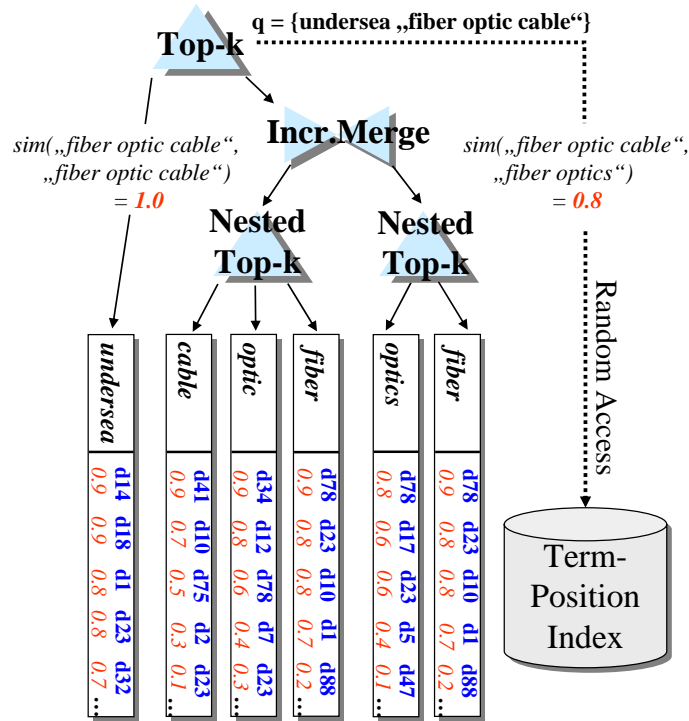 q = {undersea „fiber optic cable“}
Top-k
Incr.Merge
sim(„fiber optic cable“,
„fiber optic cable“)
= 1.0
sim(„fiber optic cable“,
„fiber optics“)
= 0.8
Nested
Top-k
Nested
Top-k
Random Access
undersea
d14 d18 d1 d23 d32 ...
0.9 0.9 0.8 0.8 0.7
cable
d41 d10 d75 d2 d23 ...
0.9 0.7 0.5 0.3 0.1
optic
d34 d12 d78 d7 d23 ...
0.9 0.8 0.6 0.4 0.3
fiber
d78 d23 d10 d1 d88 ...
0.9 0.8 0.8 0.7 0.2
optics
d78 d17 d23 d5 d47 ...
0.8 0.6 0.6 0.4 0.1
fiber
d78 d23 d10 d1 d88 ...
0.9 0.8 0.8 0.7 0.2
Term-
Position
Index